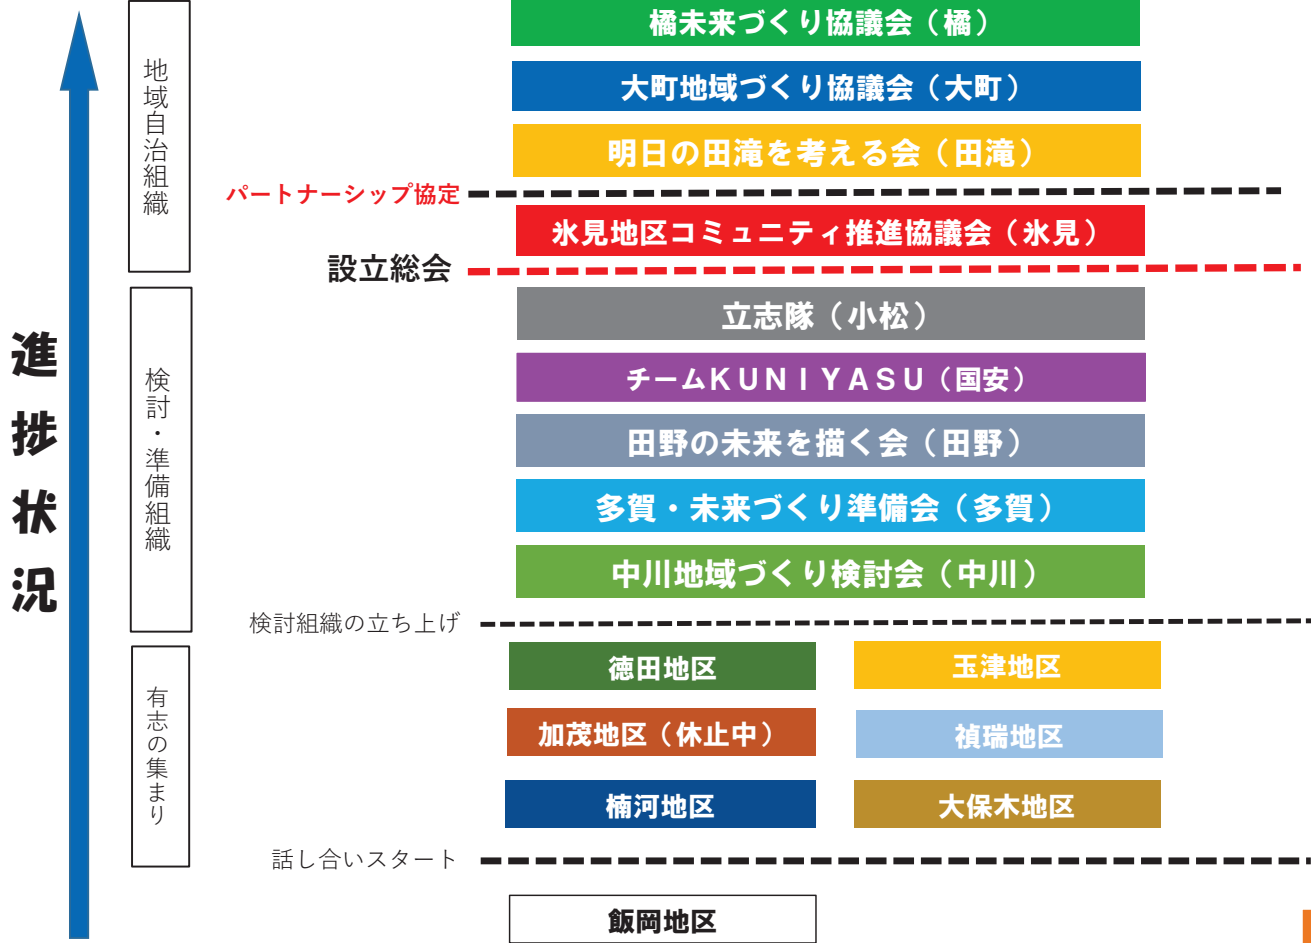 橘未来づくり協議会（橘）
地域自治組織
大町地域づくり協議会（大町）
明日の田滝を考える会（田滝）
パートナーシップ協定
氷見地区コミュニティ推進協議会（氷見）
設立総会
進捗状況
検討・準備組織
立志隊（小松）
チームＫＵＮＩＹＡＳＵ（国安）
田野の未来を描く会（田野）
多賀・未来づくり準備会（多賀）
中川地域づくり検討会（中川）
検討組織の立ち上げ
有志の集まり
徳田地区
玉津地区
加茂地区（休止中）
禎瑞地区
楠河地区
大保木地区
話し合いスタート
飯岡地区